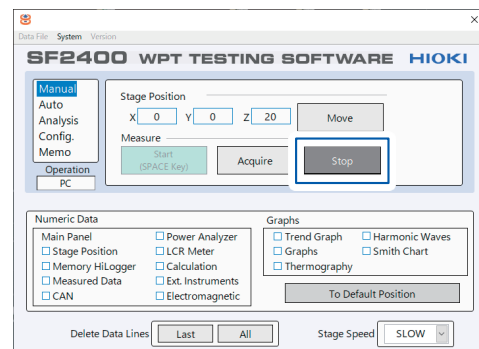 Data File System Version
SF2400 WPT TESTING SOFTWARE HIOKI
Manual
Auto
Analysis
Config.
Memo
Operation
PC
Stage Position
X 0 Y 0 Z 20 Move
Measure
Start
(SPACE Key)
Acquire
Stop
Numeric Data
Main Panel
Stage Position
Memory HiLogger
Measured Data
CAN
Power Analyzer
LCR Meter
Calculation
Ext. Instruments
Electromagnetic
Graphs
Trend Graph
Graphs
Thermography
Harmonic Waves
Smith Chart
To Default Position
Delete Data Lines Last All Stage Speed SLOW